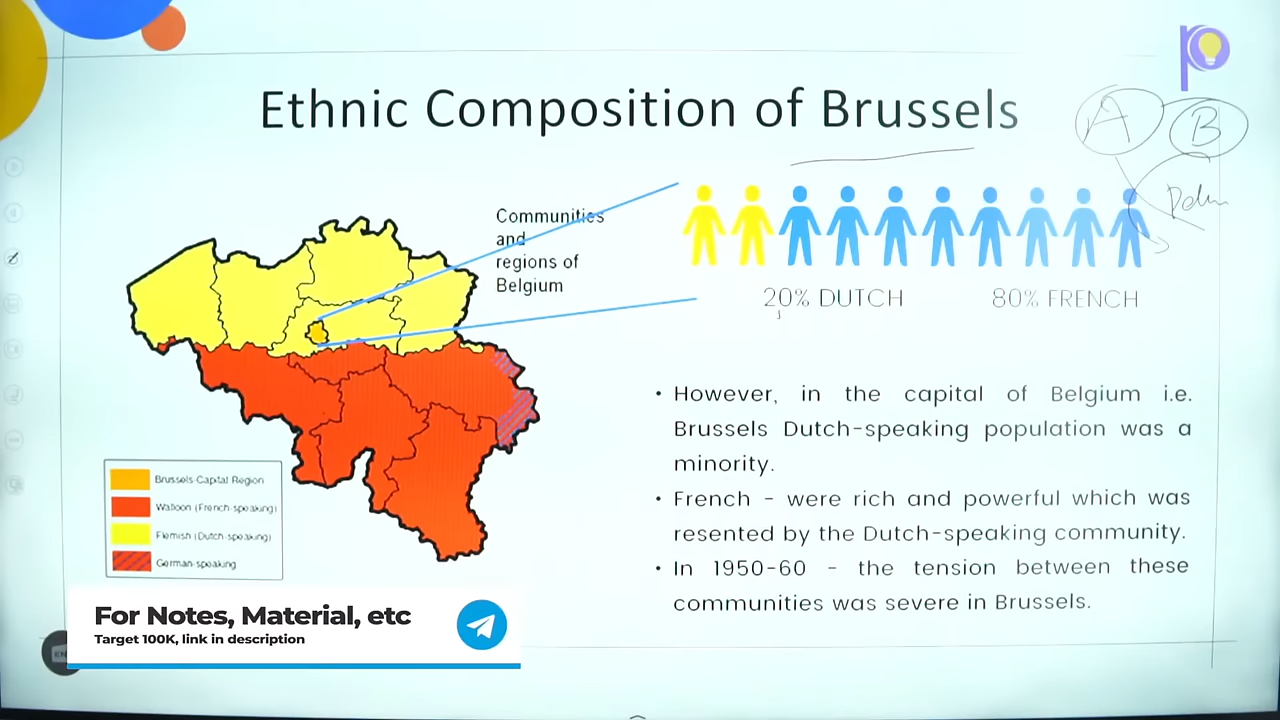 Ethnic Composition of Brussels
A B
Communities
and
regions of
Belgium
20% DUTCH 80% FRENCH
• However, in the capital of Belgium i.e.
Brussels Dutch-speaking population was a
minority.
• French - were rich and powerful which was
resented by the Dutch-speaking community.
• In 1950-60 - the tension between these
communities was severe in Brussels.
Brussels-Capital Region
Walloon (French-speaking)
Flemish (Dutch-speaking)
German-speaking
For Notes, Material, etc
Target 100K, link in description